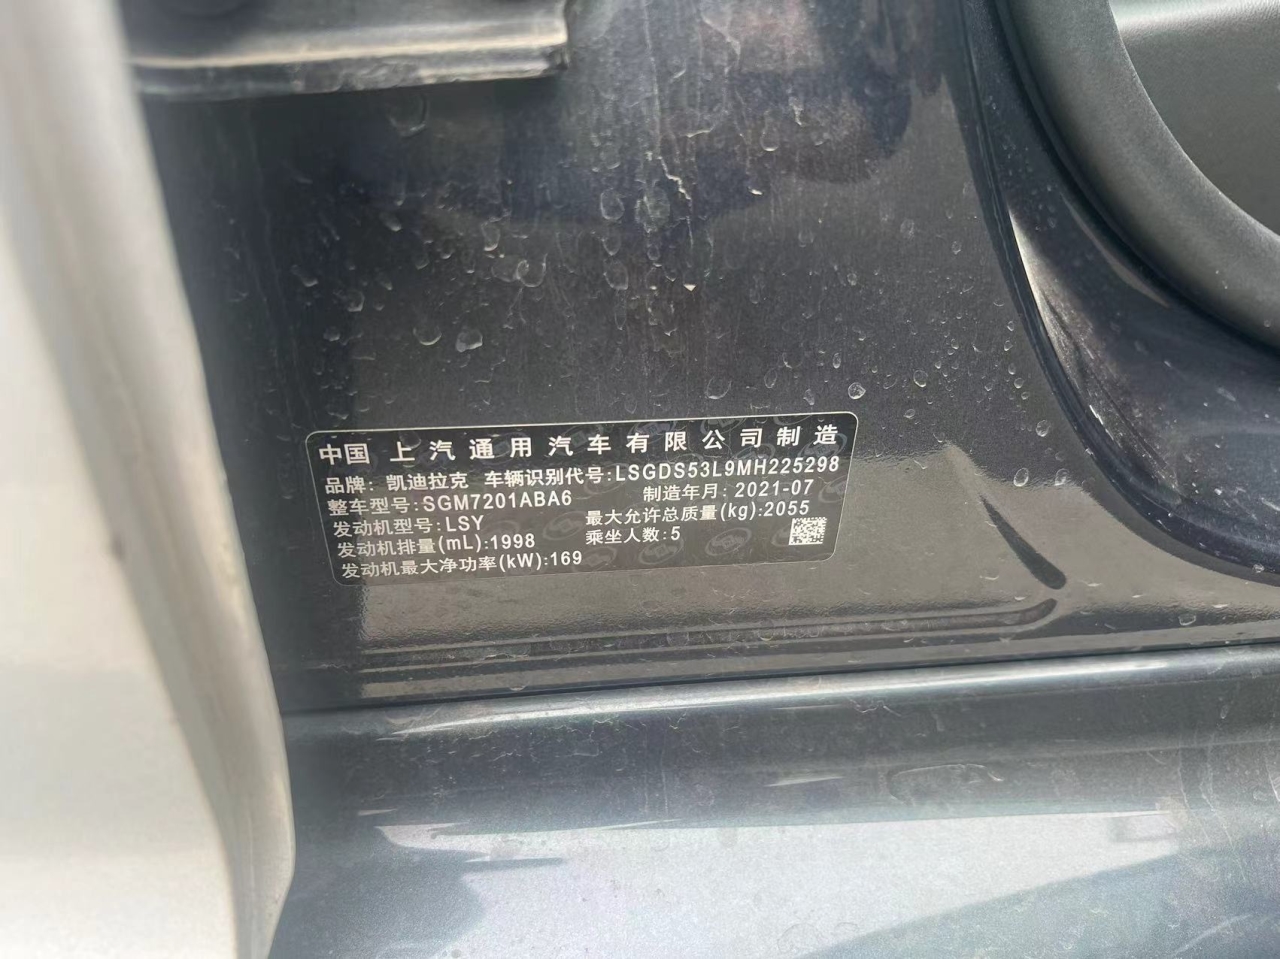 中国 上汽通用汽车有限公司制造
品牌: 凯迪拉克 车辆识别代号:LSGDS53L9MH225298
整车型号:SGM7201ABA6 制造年月: 2021-07
发动机型号:LSY 最大允许总质量(kg):2055
发动机排量(mL):1998 乘坐人数:5
发动机最大净功率(kW):169